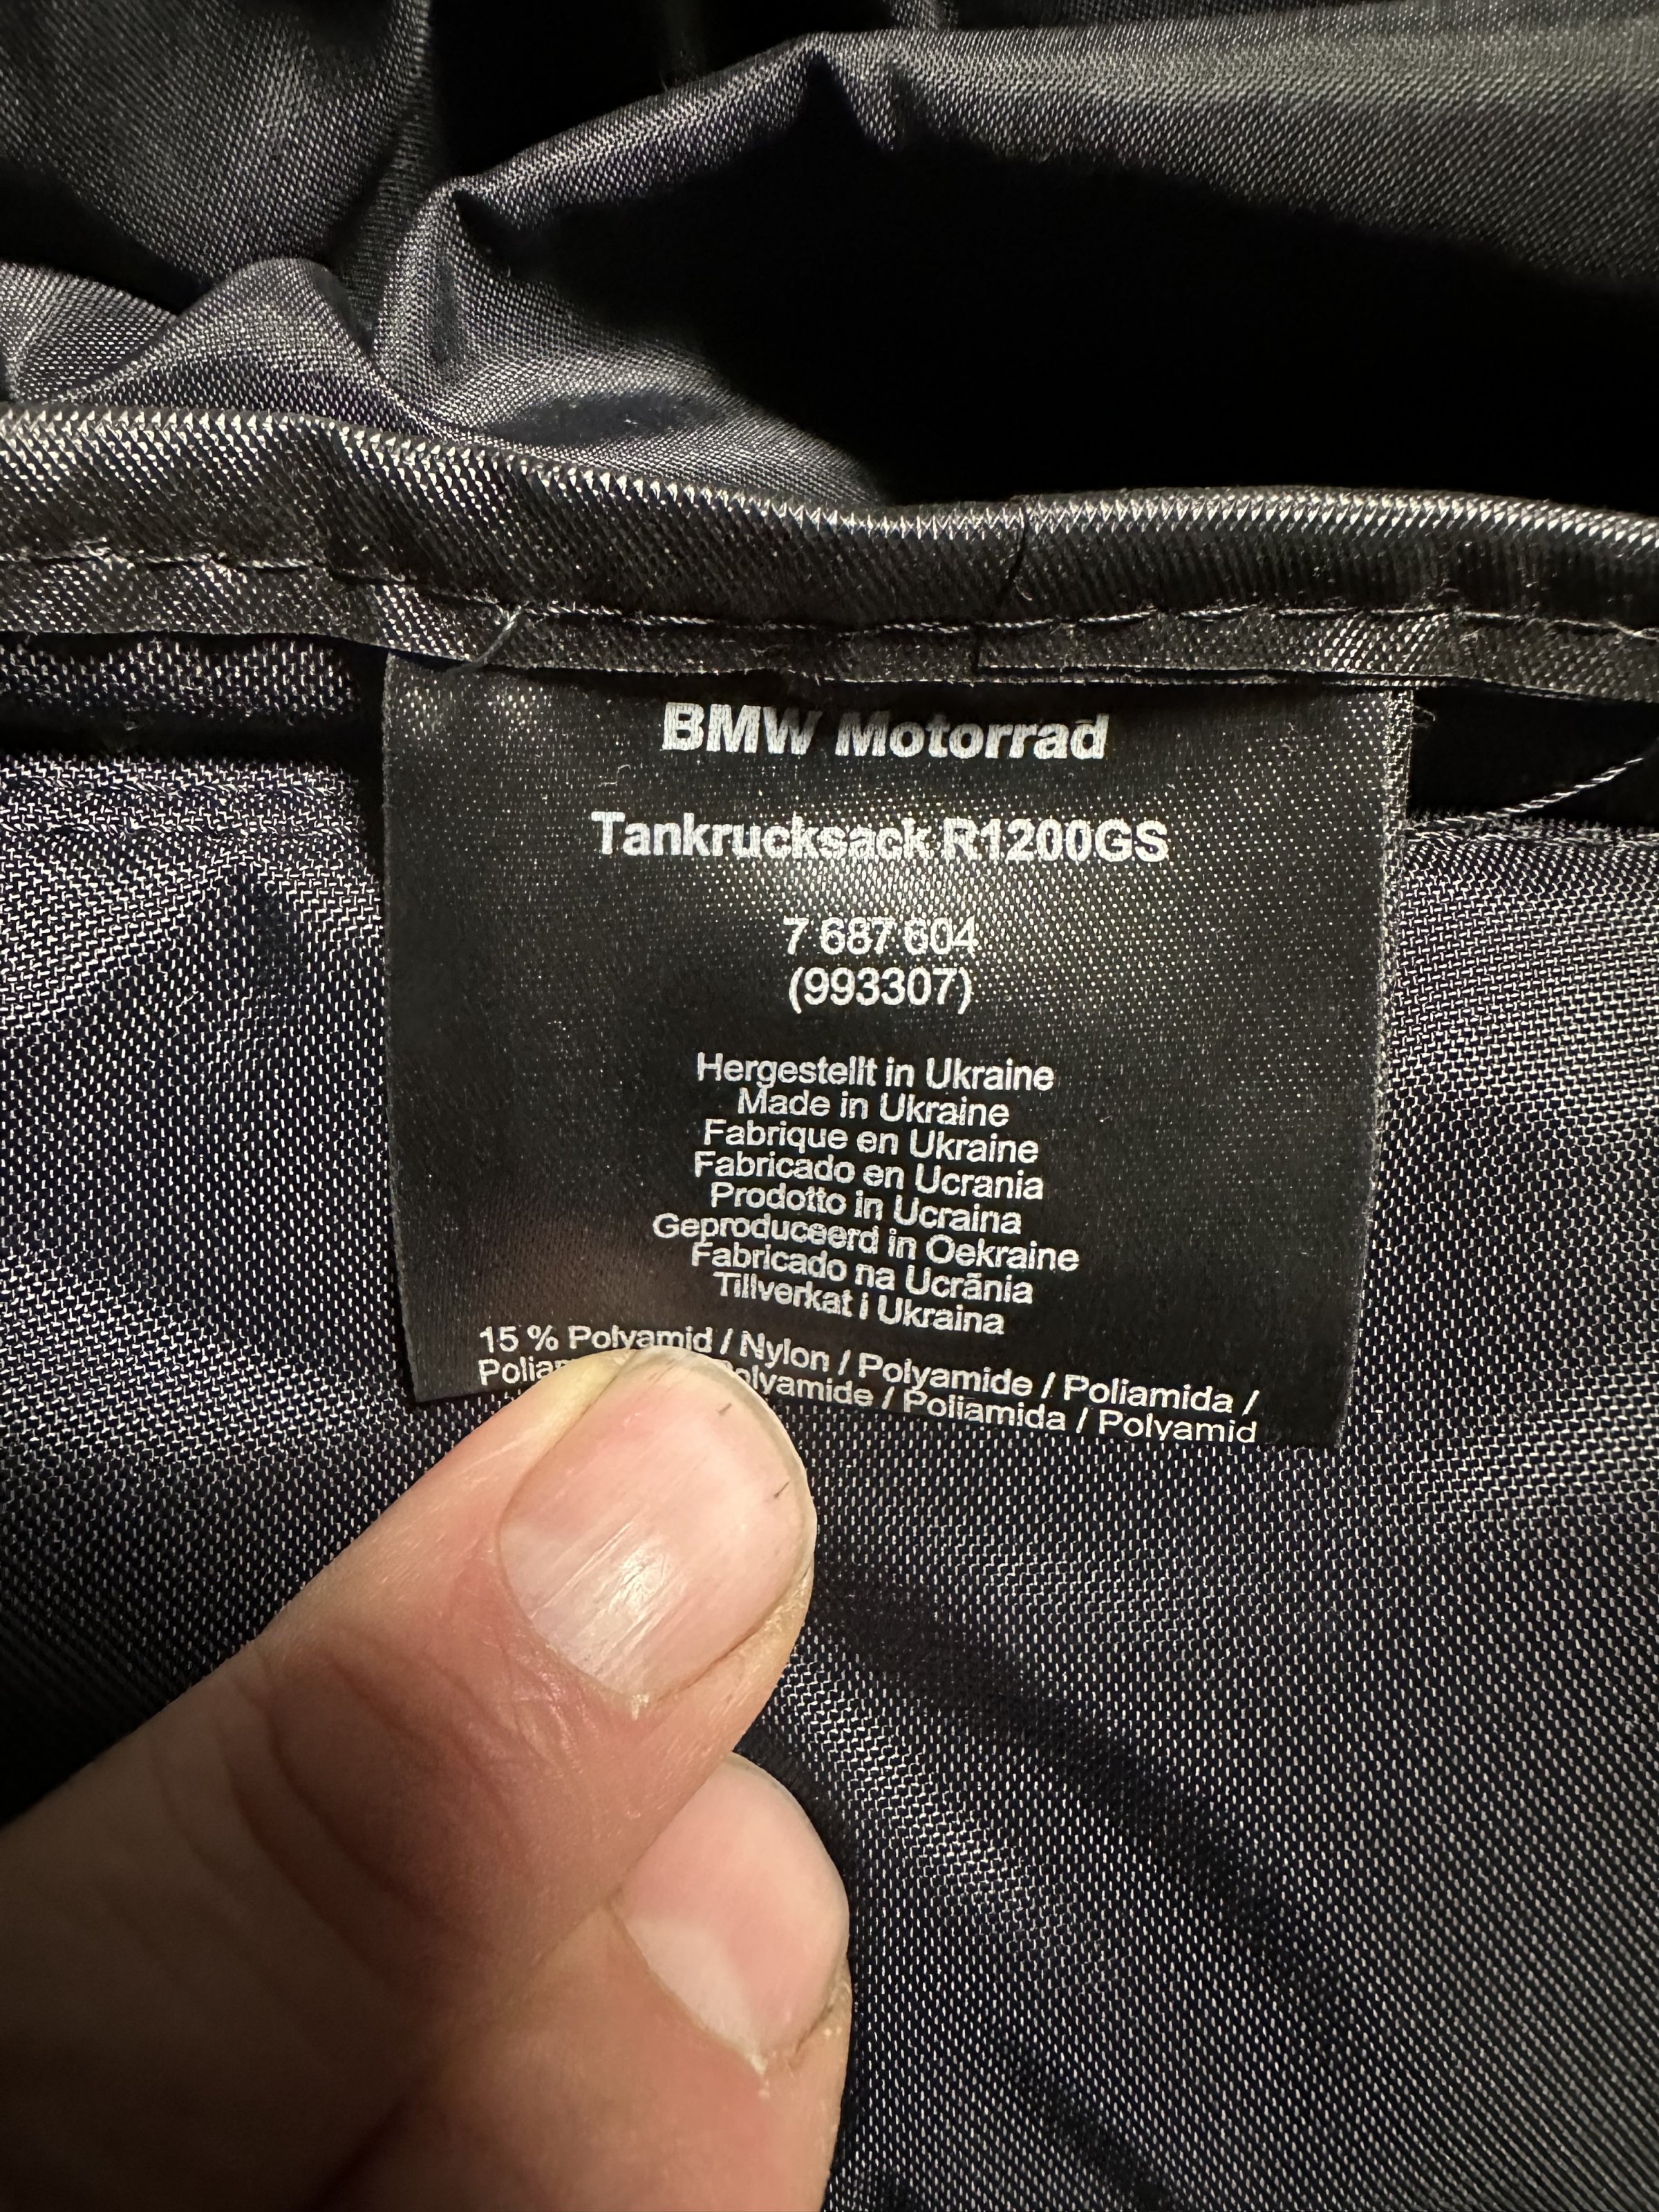 BMW Motorrad
Tankrucksack R1200GS
7 687 604
(993307)
Hergestellt in Ukraine
Made in Ukraine
Fabrique en Ukraine
Fabricado en Ucrania
Prodotto in Ucraina
Geproduceerd in Oekraine
Fabricado na Ucrânia
Tillverkat i Ukraina
15 % Polyamid / Nylon / Polyamide / Poliamida /
/ Poliamida / Polyamid